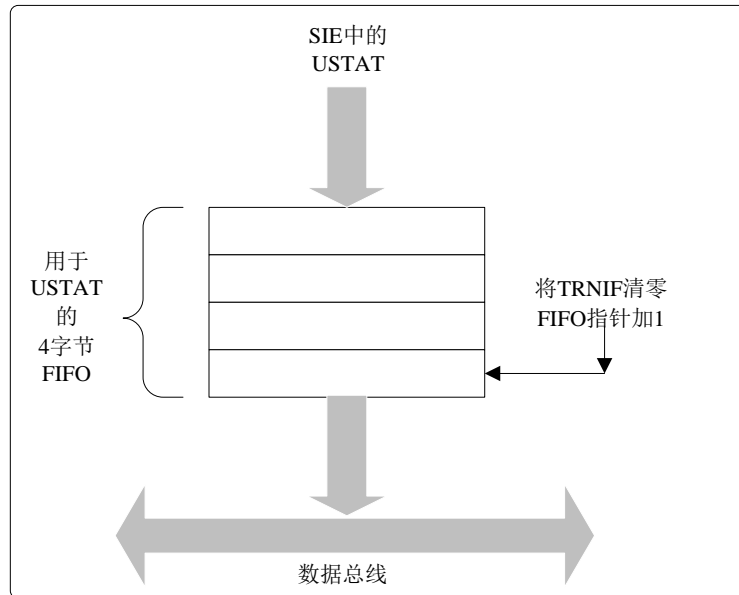 SIE中的
USTAT
用于
USTAT
的
4字节
FIFO
将TRNIF清零
FIFO指针加1
数据总线